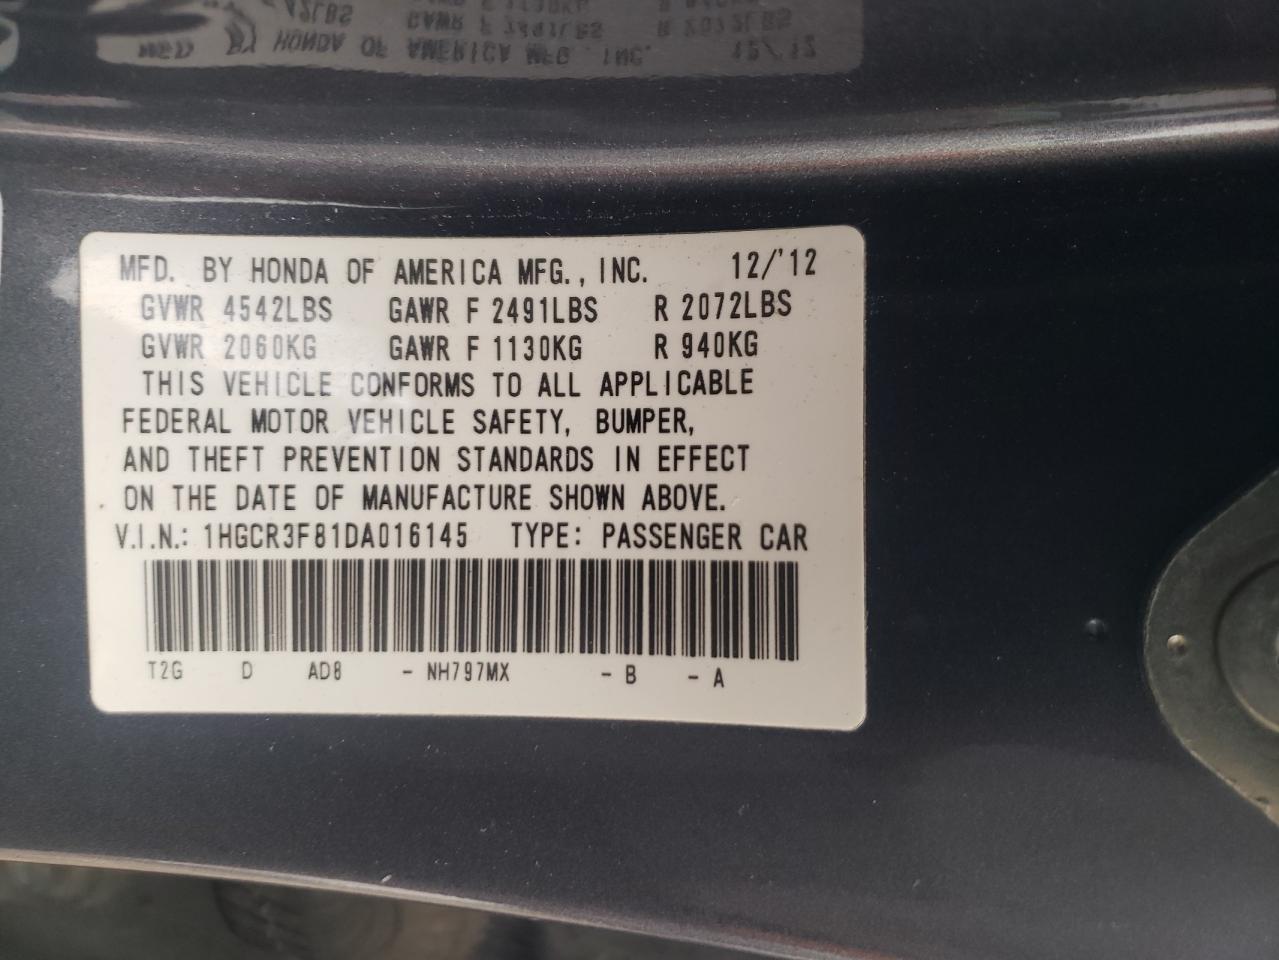 MFD. BY HONDA OF AMERICA MFG., INC. 12/'12
GVWR 4542LBS GAWR F 2491LBS R 2072LBS
GVWR 2060KG GAWR F 1130KG R 940KG
THIS VEHICLE CONFORMS TO ALL APPLICABLE
FEDERAL MOTOR VEHICLE SAFETY, BUMPER,
AND THEFT PREVENTION STANDARDS IN EFFECT
ON THE DATE OF MANUFACTURE SHOWN ABOVE.
V.I.N.: 1HGCR3F81DA016145 TYPE: PASSENGER CAR
T2G D AD8 - NH797MX - B - A